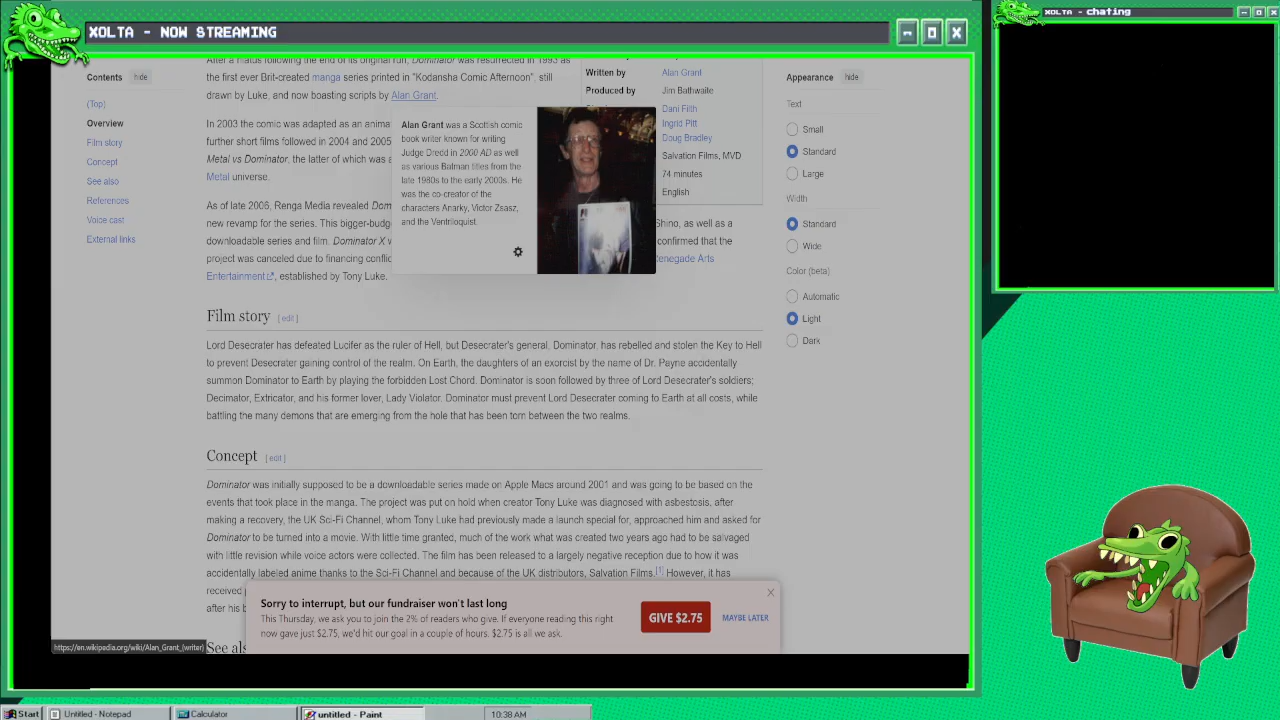 XOLTA - NOW STREAMING
XOLTA - chating
Contents hide
(Top)
Overview
Film story
Concept
See also
References
Voice cast
External links
After a hiatus following the end of its original run, Dominator was resurrected in 1993 as
the first ever Brit-created manga series printed in "Kodansha Comic Afternoon", still
drawn by Luke, and now boasting scripts by Alan Grant.
In 2003 the comic was adapted as an
further short films followed in 2004 and 2005
Metal vs Dominator, the latter of which was
Metal universe.
As of late 2006, Renga Media revealed
new revamp for the series. This bigger-budge
downloadable series and film. Dominator X
project was canceled due to financing
Entertainment, established by Tony Luke.
Shino, as well as a
confirmed that the
Renegade Arts
Alan Grant was a Scottish comic
book writer known for writing
Judge Dredd in 2000 AD as well
as various Batman titles from the
late 1980s to the early 2000s. He
was the co-creator of the
characters Anarky, Victor Zsasz,
and the Ventriloquist.
Written by Alan Grant
Produced by Jim Bathwaite
Dani Filth
Ingrid Pitt
Doug Bradley
Salvation Films, MVD
74 minutes
English
Film story [ edit ]
Lord Desecrater has defeated Lucifer as the ruler of Hell, but Desecrater's general, Dominator, has rebelled and stolen the Key to Hell
to prevent Desecrater gaining control of the realm. On Earth, the daughters of an exorcist by the name of Dr. Payne accidentally
summon Dominator to Earth by playing the forbidden Lost Chord. Dominator is soon followed by three of Lord Desecrater's soldiers;
Decimator, Extricator, and his former lover, Lady Violator. Dominator must prevent Lord Desecrater coming to Earth at all costs, while
battling the many demons that are emerging from the hole that has been torn between the two realms.
Concept [ edit ]
Dominator was initially supposed to be a downloadable series made on Apple Macs around 2001 and was going to be based on the
events that took place in the manga. The project was put on hold when creator Tony Luke was diagnosed with asbestosis, after
making a recovery, the UK Sci-Fi Channel, whom Tony Luke had previously made a launch special for, approached him and asked for
Dominator to be turned into a movie. With little time granted, much of the work what was created two years ago had to be salvaged
with little revision while voice actors were collected. The film has been released to a largely negative reception due to how it was
accidentally labeled anime thanks to the Sci-Fi Channel and because of the UK distributors, Salvation Films.[1] However, it has
received
after his
See als
Sorry to interrupt, but our fundraiser won't last long
This Thursday, we ask you to join the 2% of readers who give. If everyone reading this right
now gave just $2.75, we'd hit our goal in a couple of hours. $2.75 is all we ask.
GIVE $2.75
MAYBE LATER
https://en.wikipedia.org/wiki/Alan_Grant_(writer)
Appearance hide
Text
Small
Standard
Large
Width
Standard
Wide
Color (beta)
Automatic
Light
Dark
Start
Untitled - Notepad
Calculator
untitled - Paint
10:38 AM